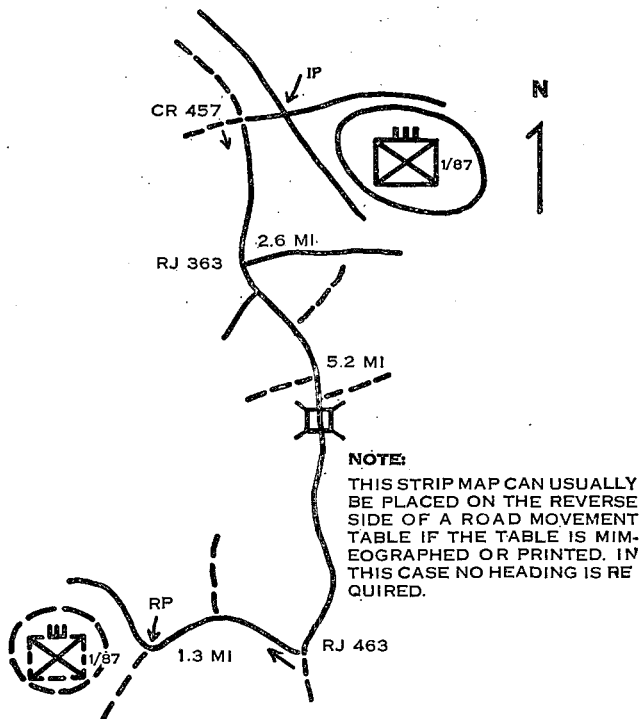 IP
N
CR 457
1/87
2.6 MI
RJ 363
5.2 MI
NOTE:
THIS STRIP MAP CAN USUALLY
BE PLACED ON THE REVERSE
SIDE OF A ROAD MOVEMENT
TABLE IF THE TABLE IS MIM-
EOGRAPHED OR PRINTED. IN
THIS CASE NO HEADING IS RE
QUIRED.
RP
RJ 463
1/87
1.3 MI